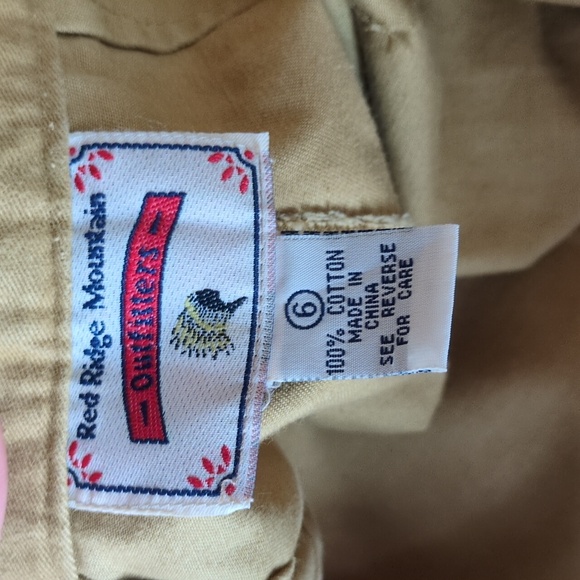 Red Ridge Mountain
Outfitters
6
100% COTTON
MADE IN
CHINA
SEE REVERSE
FOR CARE